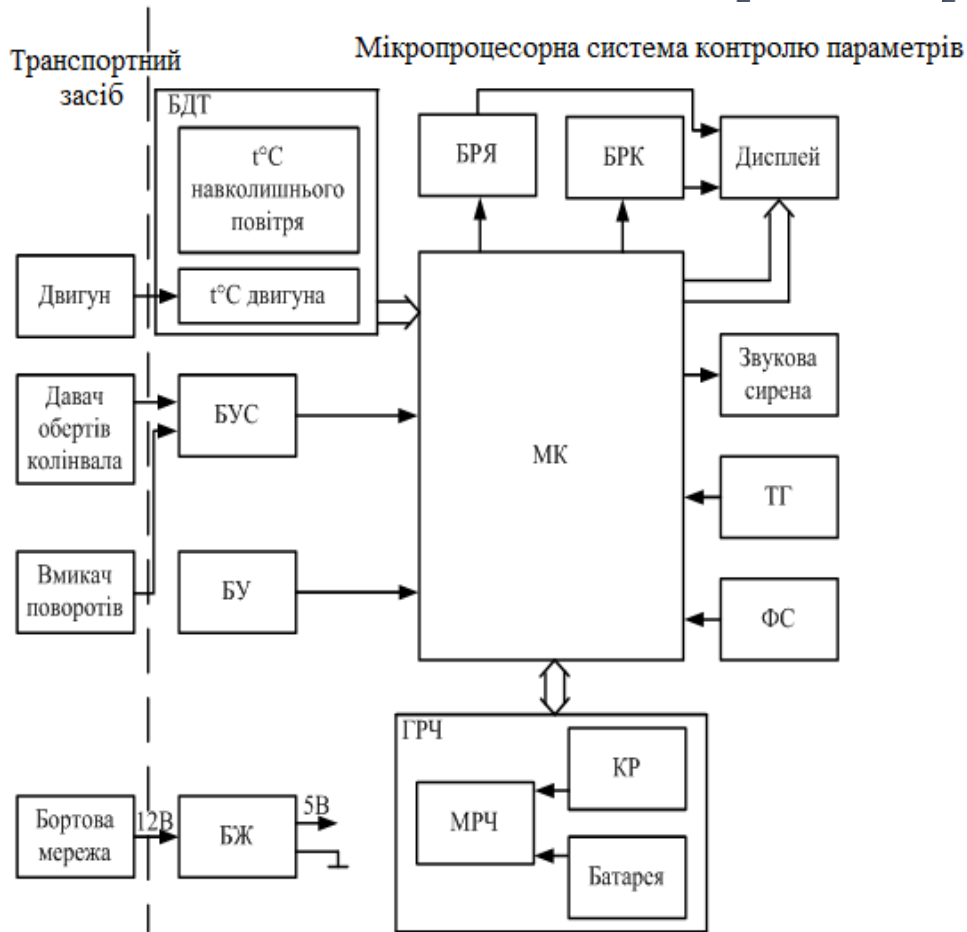 Транспортний
засіб
Мікропроцесорна система контролю параметрів
БДТ
t°C
навколишнього
повітря
t°C двигуна
БРЯ
БРК
Дисплей
Двигун
Давач
обертів
колінвала
БУС
МК
Звукова
сирена
ТГ
Вмикач
поворотів
БУ
ФС
ГРЧ
КР
МРЧ
Батарея
Бортова
мережа
12В
БЖ
5В